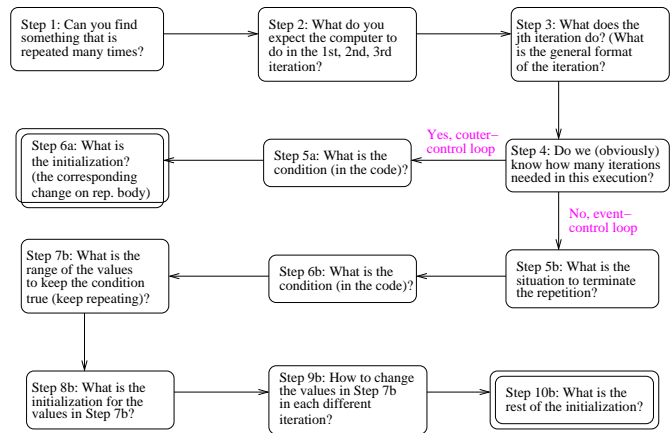 Step 1: Can you find
something that is
repeated many times?
Step 2: What do you
expect the computer to
do in the 1st, 2nd, 3rd
iteration?
Step 3: What does the
jth iteration do? (What
is the general format
of the iteration?
Step 4: Do we (obviously)
know how many iterations
needed in this execution?
Yes, couter−
control loop
Step 5a: What is the
condition (in the code)?
Step 6a: What is
the initialization?
(the corresponding
change on rep. body)
No, event−
control loop
Step 5b: What is the
situation to terminate
the repetition?
Step 6b: What is the
condition (in the code)?
Step 7b: What is the
range of the values
to keep the condition
true (keep repeating)?
Step 8b: What is the
initialization for the
values in Step 7b?
Step 9b: How to change
the values in Step 7b
in each different
iteration?
Step 10b: What is the
rest of the initialization?